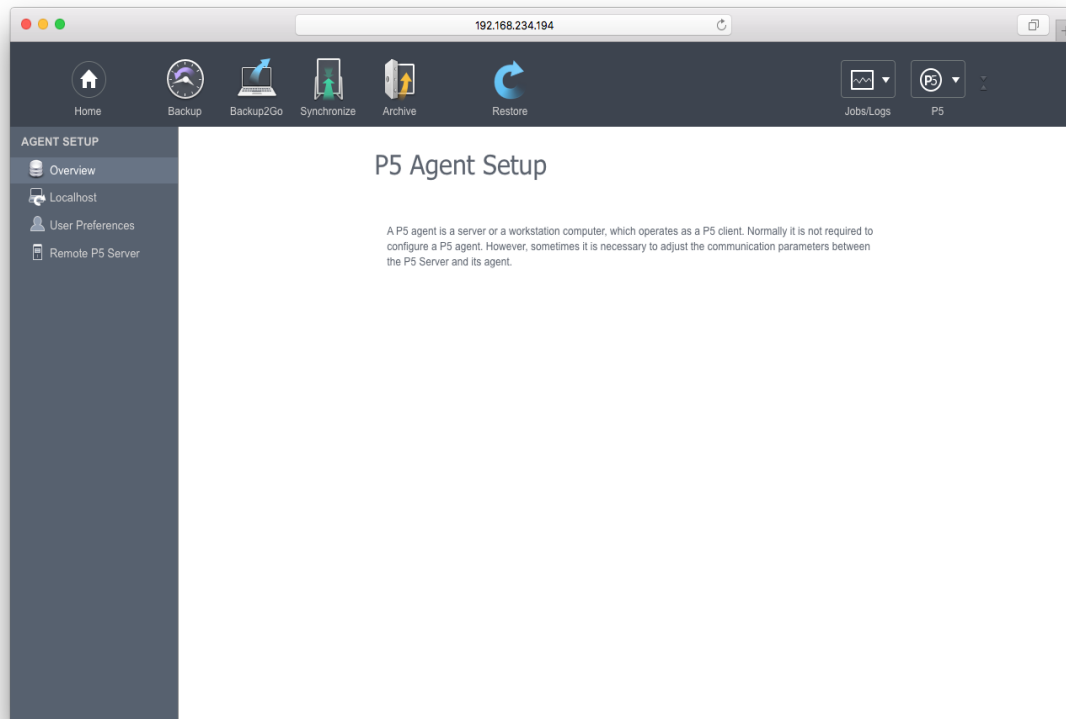 192.168.234.194
Home
Backup
Backup2Go
Synchronize
Archive
Restore
Jobs/Logs
P5
P5
AGENT SETUP
Overview
Localhost
User Preferences
Remote P5 Server
P5 Agent Setup
A P5 agent is a server or a workstation computer, which operates as a P5 client. Normally it is not required to
configure a P5 agent. However, sometimes it is necessary to adjust the communication parameters between
the P5 Server and its agent.